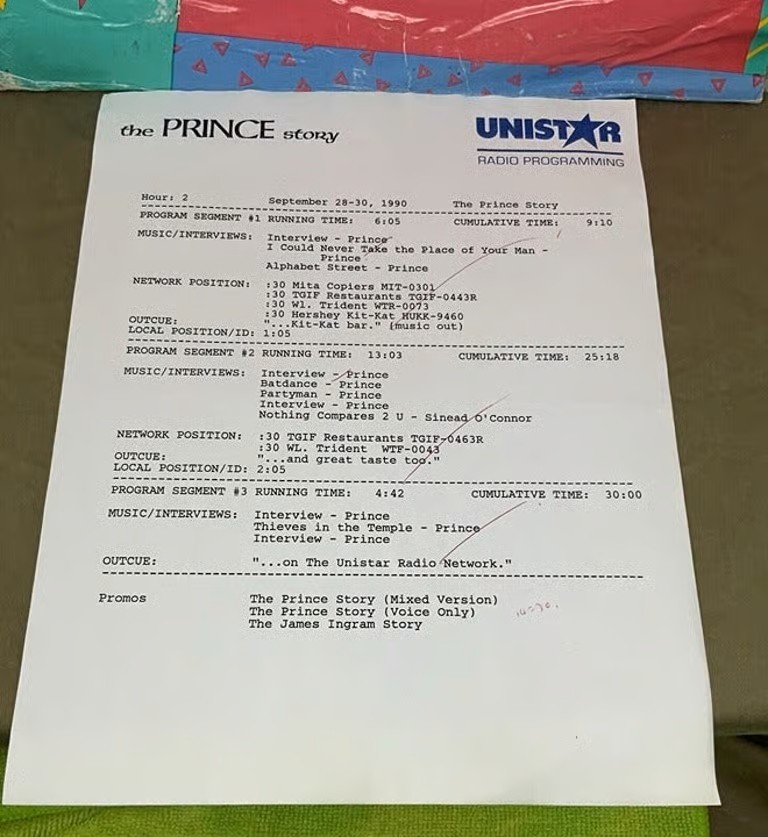 the PRINCE story
UNISTAR
RADIO PROGRAMMING
Hour: 2 September 28-30, 1990 The Prince Story
PROGRAM SEGMENT #1 RUNNING TIME: 6:05 CUMULATIVE TIME: 9:10
MUSIC/INTERVIEWS: Interview - Prince
I Could Never Take the Place of Your Man -
Prince
Alphabet Street - Prince
NETWORK POSITION: :30 Mita Copiers MIT-0301
:30 TGIF Restaurants TGIF-0443R
:30 Wl. Trident WTR-0073
:30 Hershey Kit-Kat HUKK-9460
OUTCUE: "...Kit-Kat bar." (music out)
LOCAL POSITION/ID: 1:05
PROGRAM SEGMENT #2 RUNNING TIME: 13:03 CUMULATIVE TIME: 25:18
MUSIC/INTERVIEWS: Interview - Prince
Batdance - Prince
Partyman - Prince
Interview - Prince
Nothing Compares 2 U - Sinead O'Connor
NETWORK POSITION: :30 TGIF Restaurants TGIF-0463R
:30 WL. Trident WTF-0043
OUTCUE: "...and great taste too."
LOCAL POSITION/ID: 2:05
PROGRAM SEGMENT #3 RUNNING TIME: 4:42 CUMULATIVE TIME: 30:00
MUSIC/INTERVIEWS: Interview - Prince
Thieves in the Temple - Prince
Interview - Prince
OUTCUE: "...on The Unistar Radio Network."
Promos The Prince Story (Mixed Version)
The Prince Story (Voice Only)
The James Ingram Story